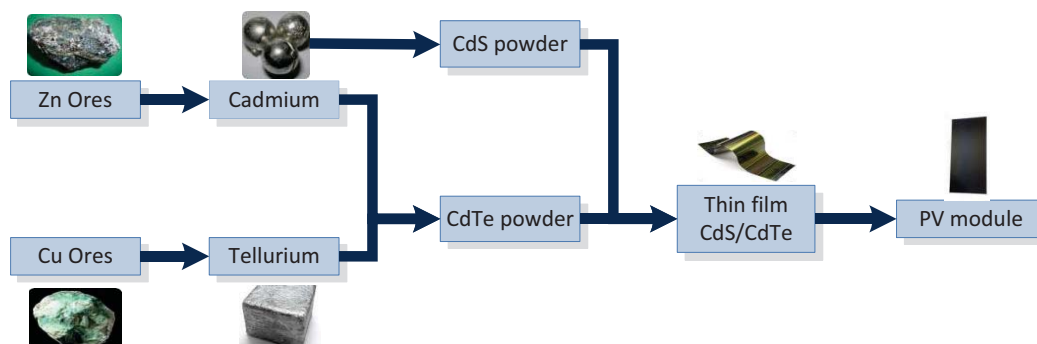 CdS powder
Zn Ores
Cadmium
CdTe powder
Thin film
CdS/CdTe
PV module
Cu Ores
Tellurium